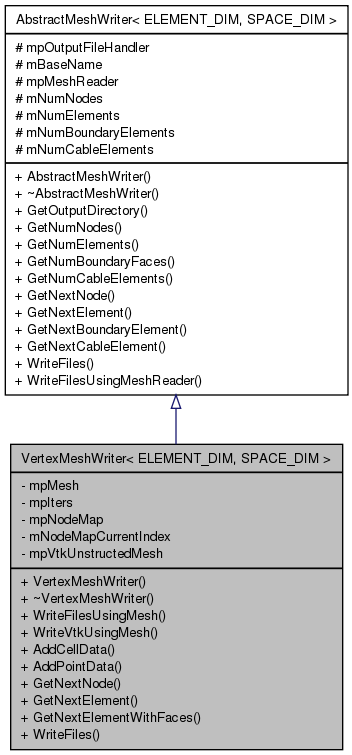 AbstractMeshWriter< ELEMENT_DIM, SPACE_DIM >
# mpOutputFileHandler
# mBaseName
# mpMeshReader
# mNumNodes
# mNumElements
# mNumBoundaryElements
# mNumCableElements
+ AbstractMeshWriter()
+ ~AbstractMeshWriter()
+ GetOutputDirectory()
+ GetNumNodes()
+ GetNumElements()
+ GetNumBoundaryFaces()
+ GetNumCableElements()
+ GetNextNode()
+ GetNextElement()
+ GetNextBoundaryElement()
+ GetNextCableElement()
+ WriteFiles()
+ WriteFilesUsingMeshReader()
VertexMeshWriter< ELEMENT_DIM, SPACE_DIM >
- mpMesh
- mpIters
- mpNodeMap
- mNodeMapCurrentIndex
- mpVtkUnstructedMesh
+ VertexMeshWriter()
+ ~VertexMeshWriter()
+ WriteFilesUsingMesh()
+ WriteVtkUsingMesh()
+ AddCellData()
+ AddPointData()
+ GetNextNode()
+ GetNextElement()
+ GetNextElementWithFaces()
+ WriteFiles()